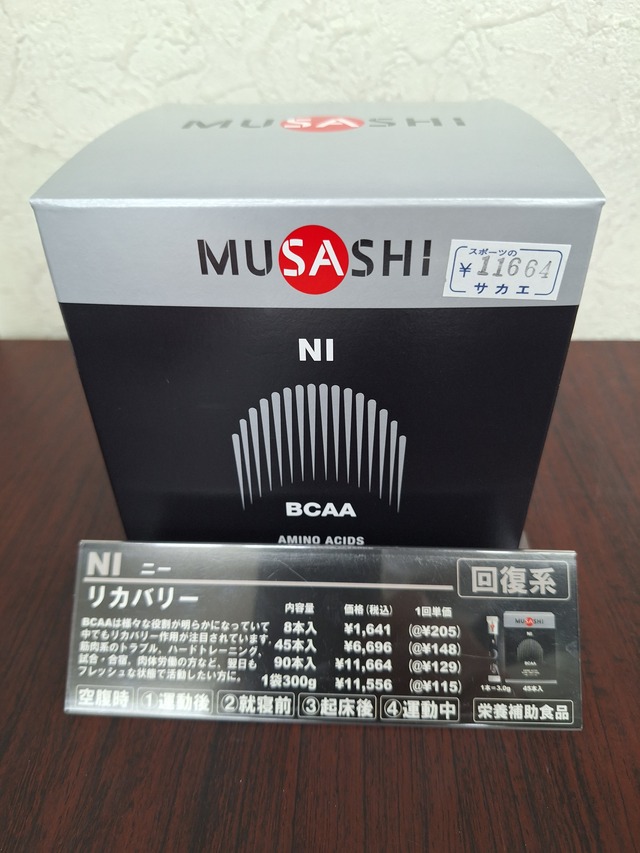 MUSASHI
MUSASHI
スポーツの
¥11664
サカエ
NI
BCAA
AMINO ACIDS
NI ニー
回復系
リカバリー
BCAAは様々な役割が明らかになっていて
中でもリカバリー作用が注目されています。
筋肉系のトラブル、ハードトレーニング、
試合・合宿、肉体労働の方など、翌日も
フレッシュな状態で活動したい方に。
内容量 価格(税込) 1回単価
8本入 ¥1,641 (@¥205)
45本入 ¥6,696 (@¥148)
90本入 ¥11,664 (@¥129)
1袋300g ¥11,556 (@¥115)
MUSASHI
NI
BCAA
1本=3.0g 45本入
空腹時 ①運動後 ②就寝前 ③起床後 ④運動中 栄養補助食品